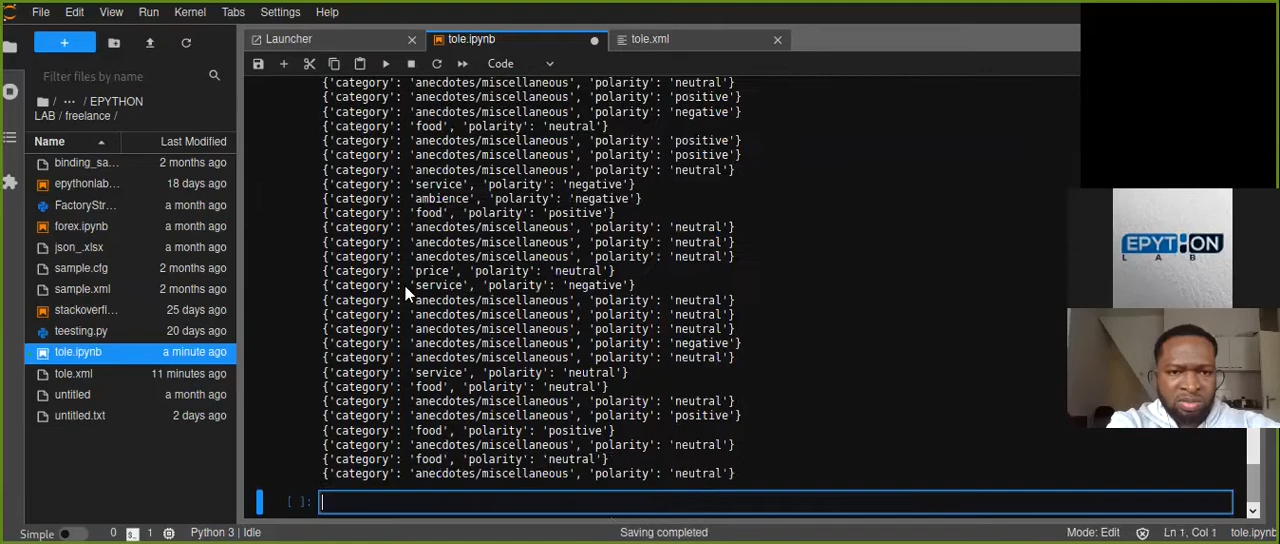 File Edit View Run Kernel Tabs Settings Help
Launcher
tole.ipynb
tole.xml
Code
Filter files by name
/ ··· / EPYTHON
LAB / freelance /
Name Last Modified
binding_sa... 2 months ago
epythonlab... 18 days ago
FactoryStr... a month ago
forex.ipynb a month ago
json_.xlsx a month ago
sample.cfg 2 months ago
sample.xml 2 months ago
stackoverfl... 25 days ago
teesting.py 20 days ago
tole.ipynb a minute ago
tole.xml 11 minutes ago
untitled a month ago
untitled.txt 2 days ago
{'category': 'anecdotes/miscellaneous', 'polarity': 'neutral'}
{'category': 'anecdotes/miscellaneous', 'polarity': 'positive'}
{'category': 'anecdotes/miscellaneous', 'polarity': 'negative'}
{'category': 'food', 'polarity': 'neutral'}
{'category': 'anecdotes/miscellaneous', 'polarity': 'positive'}
{'category': 'anecdotes/miscellaneous', 'polarity': 'positive'}
{'category': 'anecdotes/miscellaneous', 'polarity': 'neutral'}
{'category': 'service', 'polarity': 'negative'}
{'category': 'ambience', 'polarity': 'negative'}
{'category': 'food', 'polarity': 'positive'}
{'category': 'anecdotes/miscellaneous', 'polarity': 'neutral'}
{'category': 'anecdotes/miscellaneous', 'polarity': 'neutral'}
{'category': 'anecdotes/miscellaneous', 'polarity': 'neutral'}
{'category': 'price', 'polarity': 'neutral'}
{'category': 'service', 'polarity': 'negative'}
{'category': 'anecdotes/miscellaneous', 'polarity': 'neutral'}
{'category': 'anecdotes/miscellaneous', 'polarity': 'neutral'}
{'category': 'anecdotes/miscellaneous', 'polarity': 'neutral'}
{'category': 'anecdotes/miscellaneous', 'polarity': 'negative'}
{'category': 'anecdotes/miscellaneous', 'polarity': 'neutral'}
{'category': 'service', 'polarity': 'neutral'}
{'category': 'food', 'polarity': 'neutral'}
{'category': 'anecdotes/miscellaneous', 'polarity': 'neutral'}
{'category': 'anecdotes/miscellaneous', 'polarity': 'positive'}
{'category': 'food', 'polarity': 'positive'}
{'category': 'anecdotes/miscellaneous', 'polarity': 'neutral'}
{'category': 'food', 'polarity': 'neutral'}
{'category': 'anecdotes/miscellaneous', 'polarity': 'neutral'}
[ ]:
EPYTHON
LAB
Simple 0 1 Python 3 | Idle Saving completed Mode: Edit Ln 1, Col 1 tole.ipynb